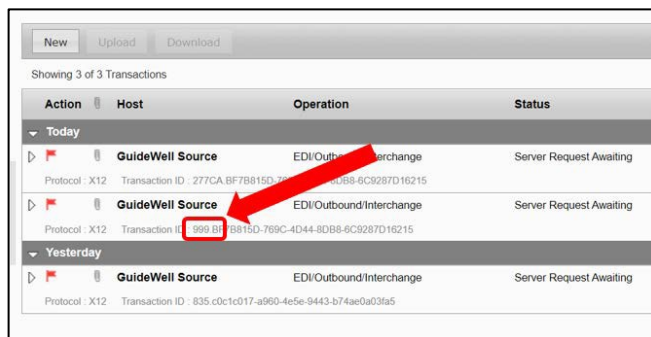 New Upload Download
Showing 3 of 3 Transactions
Action Host Operation Status
Today
GuideWell Source EDI/Outbound/Interchange Server Request Awaiting
Protocol : X12 Transaction ID : 277CA.BF7B815D-76 -8DB8-6C9287D16215
GuideWell Source EDI/Outbound/Interchange Server Request Awaiting
Protocol : X12 Transaction ID : 999.BF7B815D-769C-4D44-8DB8-6C9287D16215
Yesterday
GuideWell Source EDI/Outbound/Interchange Server Request Awaiting
Protocol : X12 Transaction ID : 835.c0c1c017-a960-4e5e-9443-b74ae0a03fa5